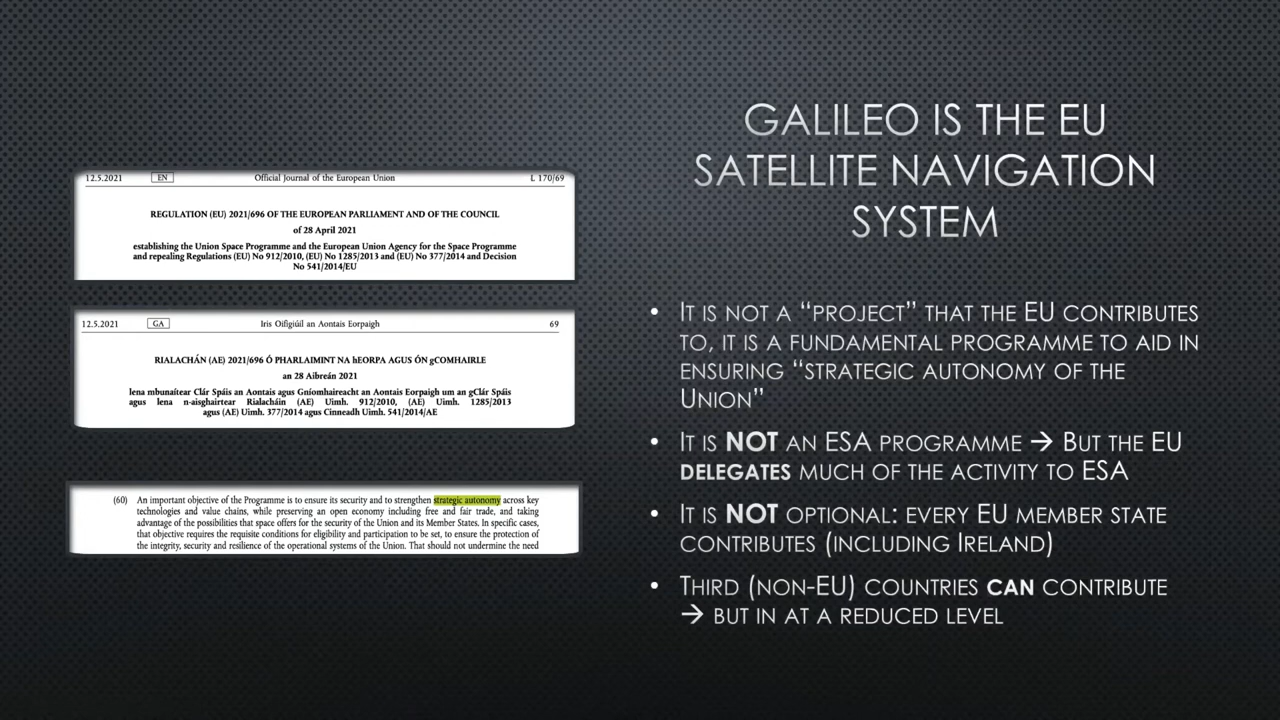 12.5.2021 EN Official Journal of the European Union L 170/69
REGULATION (EU) 2021/696 OF THE EUROPEAN PARLIAMENT AND OF THE COUNCIL
of 28 April 2021
establishing the Union Space Programme and the European Union Agency for the Space Programme
and repealing Regulations (EU) No 912/2010, (EU) No 1285/2013 and (EU) No 377/2014 and Decision
No 541/2014/EU
12.5.2021 GA Iris Oifigiúil an Aontais Eorpaigh 69
RIALACHÁN (AE) 2021/696 Ó PHARLAIMINT NA hEORPA AGUS ÓN gCOMHAIRLE
an 28 Aibreán 2021
lena mbunaítear Clár Spáis an Aontais agus Gníomhaireacht an Aontais Eorpaigh um an gClár Spáis
agus lena n-aisghairtear Rialacháin (AE) Uimh. 912/2010, (AE) Uimh. 1285/2013
agus (AE) Uimh. 377/2014 agus Cinneadh Uimh. 541/2014/AE
(60) An important objective of the Programme is to ensure its security and to strengthen strategic autonomy across key
technologies and value chains, while preserving an open economy including free and fair trade, and taking
advantage of the possibilities that space offers for the security of the Union and its Member States. In specific cases,
that objective requires the requisite conditions for eligibility and participation to be set, to ensure the protection of
the integrity, security and resilience of the operational systems of the Union. That should not undermine the need
GALILEO IS THE EU
SATELLITE NAVIGATION
SYSTEM
• It is not a “project” that the EU contributes
to, it is a fundamental programme to aid in
ensuring “strategic autonomy of the
Union”
• It is NOT an ESA programme → But the EU
delegates much of the activity to ESA
• It is NOT optional: every EU member state
contributes (including Ireland)
• Third (non-EU) countries can contribute
→ but in at a reduced level